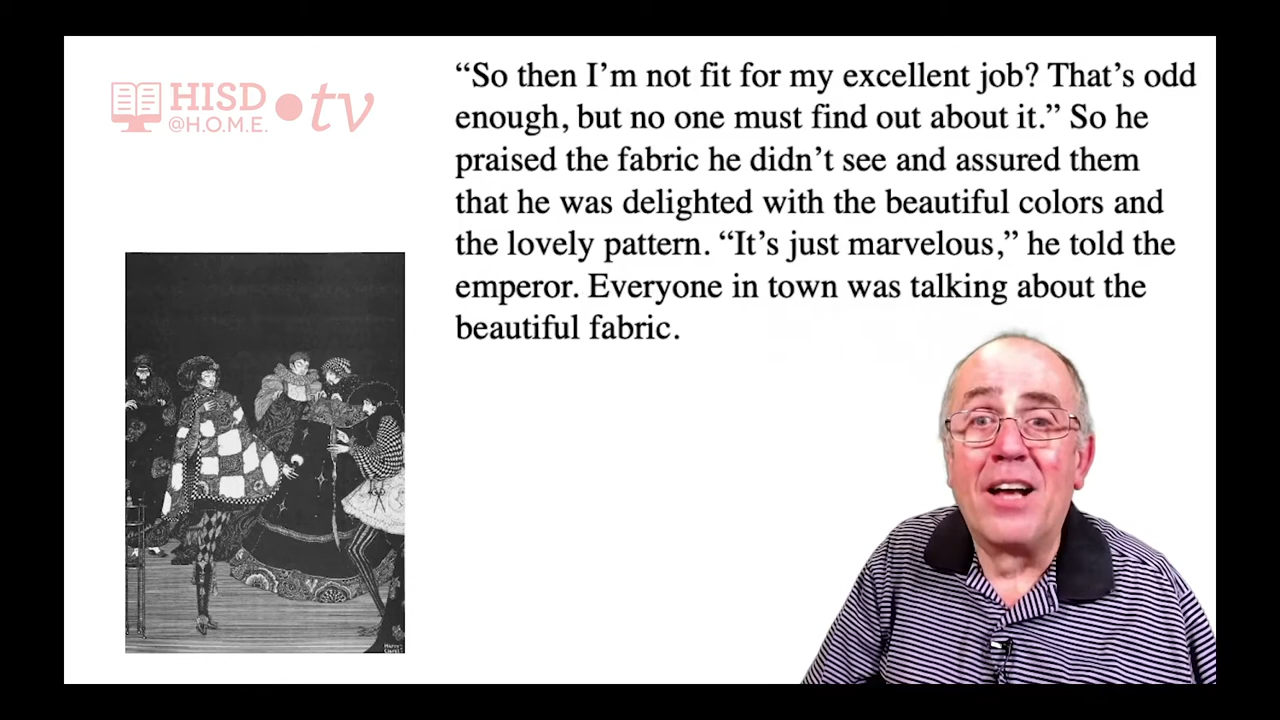 HISD
@H.O.M.E.
tv
“So then I’m not fit for my excellent job? That’s odd
enough, but no one must find out about it.” So he
praised the fabric he didn’t see and assured them
that he was delighted with the beautiful colors and
the lovely pattern. “It’s just marvelous,” he told the
emperor. Everyone in town was talking about the
beautiful fabric.